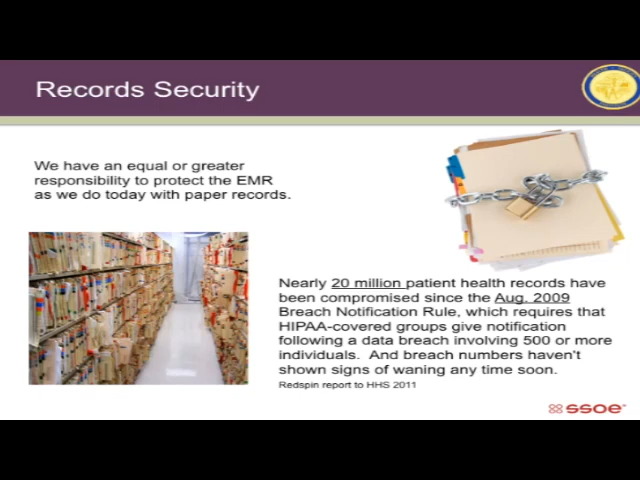 Records Security
We have an equal or greater
responsibility to protect the EMR
as we do today with paper records.
Nearly 20 million patient health records have
been compromised since the Aug. 2009
Breach Notification Rule, which requires that
HIPAA-covered groups give notification
following a data breach involving 500 or more
individuals. And breach numbers haven't
shown signs of waning any time soon.
Redspin report to HHS 2011
ssoe